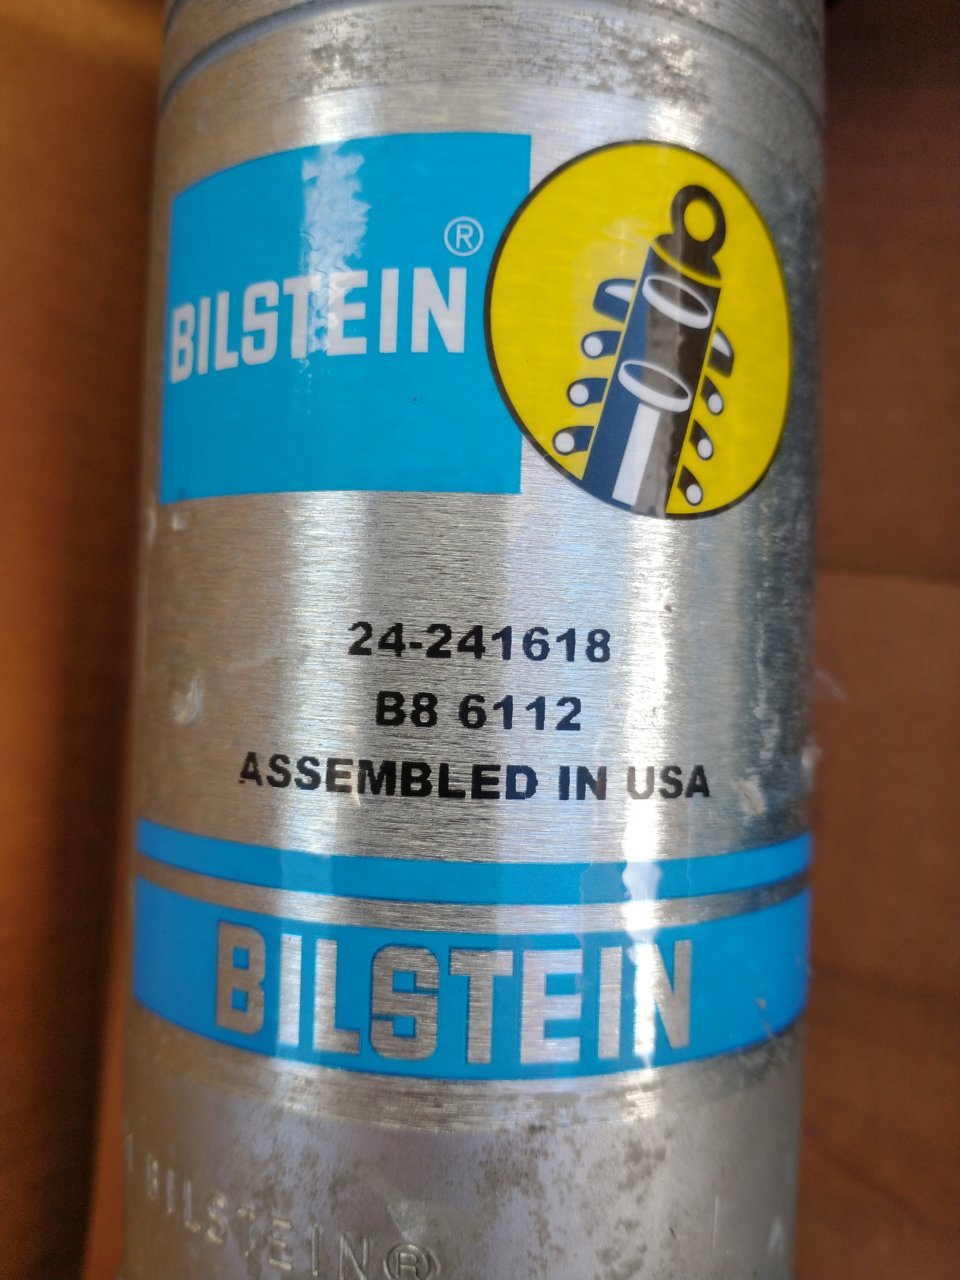 BILSTEIN®
24-241618
B8 6112
ASSEMBLED IN USA
BILSTEIN
BILSTEIN®